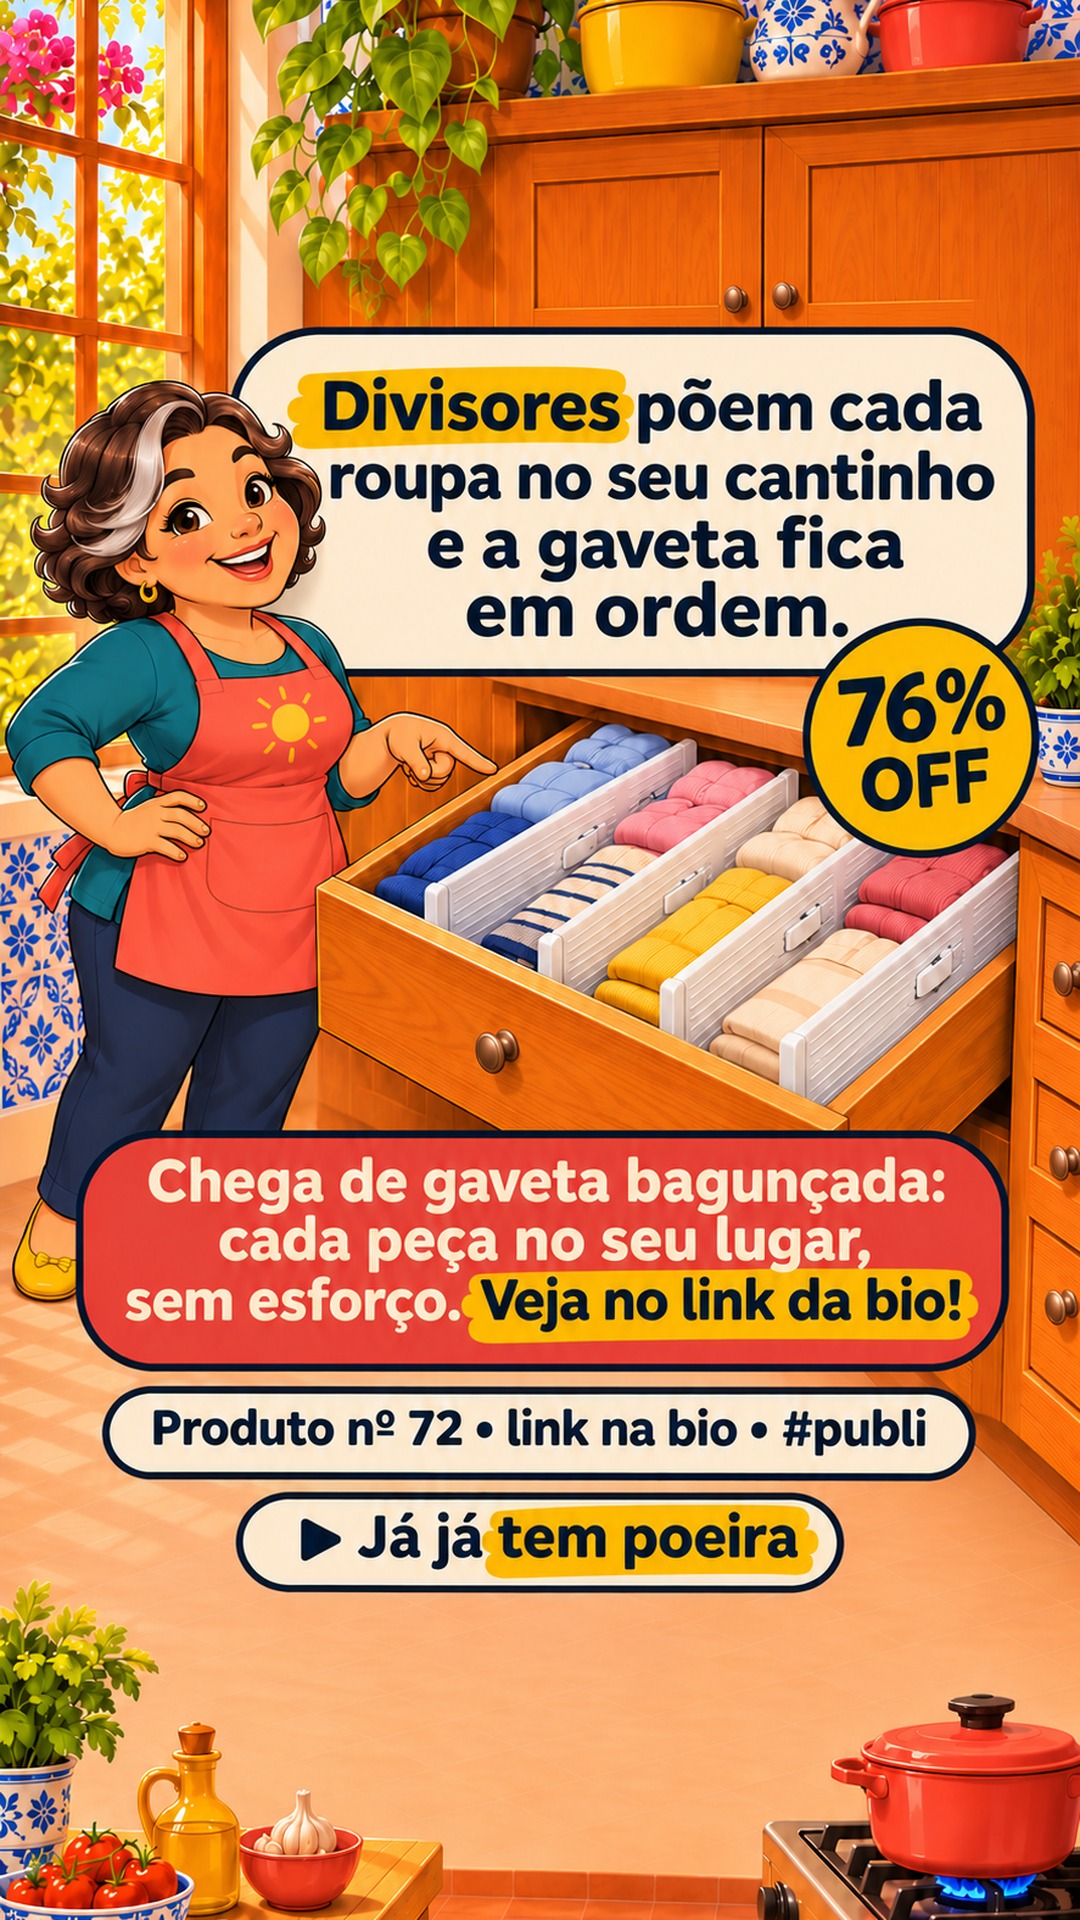 Divisores põem cada
roupa no seu cantinho
e a gaveta fica
em ordem.
76%
OFF
Chega de gaveta bagunçada:
cada peça no seu lugar,
sem esforço. Veja no link da bio!
Produto nº 72 • link na bio • #publi
▶ Já já tem poeira